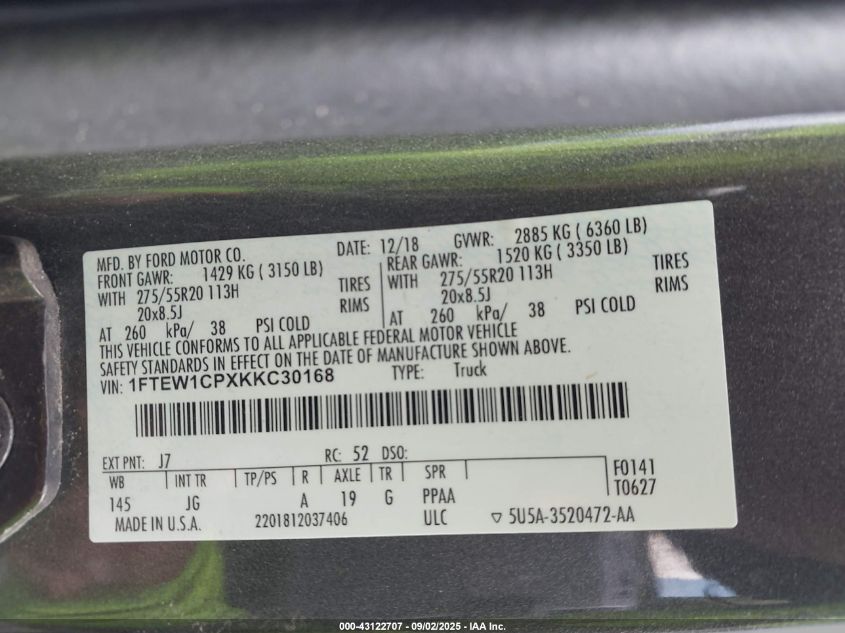 MFD. BY FORD MOTOR CO. DATE: 12/18 GVWR: 2885 KG ( 6360 LB)
FRONT GAWR: 1429 KG ( 3150 LB) REAR GAWR: 1520 KG ( 3350 LB)
WITH 275/55R20 113H TIRES WITH 275/55R20 113H TIRES
20x8.5J RIMS 20x8.5J RIMS
AT 260 kPa/ 38 PSI COLD AT 260 kPa/ 38 PSI COLD
THIS VEHICLE CONFORMS TO ALL APPLICABLE FEDERAL MOTOR VEHICLE
SAFETY STANDARDS IN EFFECT ON THE DATE OF MANUFACTURE SHOWN ABOVE.
VIN: 1FTEW1CPXKKC30168 TYPE: Truck
EXT PNT: J7 RC: 52 DSO:
WB INT TR TP/PS R AXLE TR SPR F0141
145 JG A 19 G PPAA T0627
MADE IN U.S.A. 2201812037406 ULC ▽ 5U5A-3520472-AA
000-43122707 - 09/02/2025 - IAA Inc.